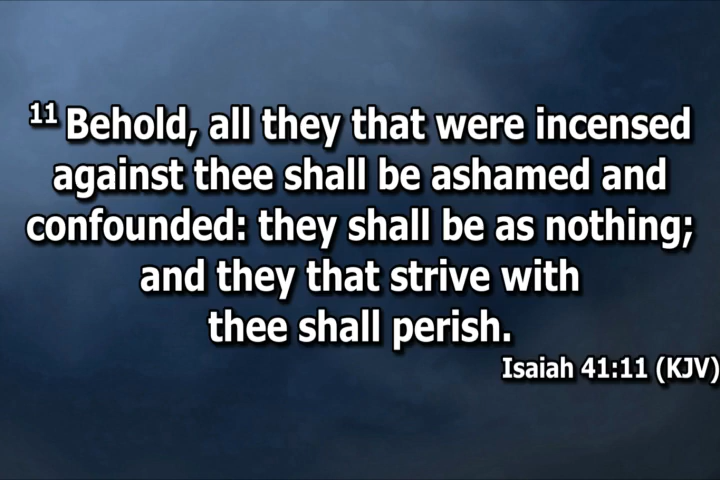 11 Behold, all they that were incensed
against thee shall be ashamed and
confounded: they shall be as nothing;
and they that strive with
thee shall perish.
Isaiah 41:11 (KJV)